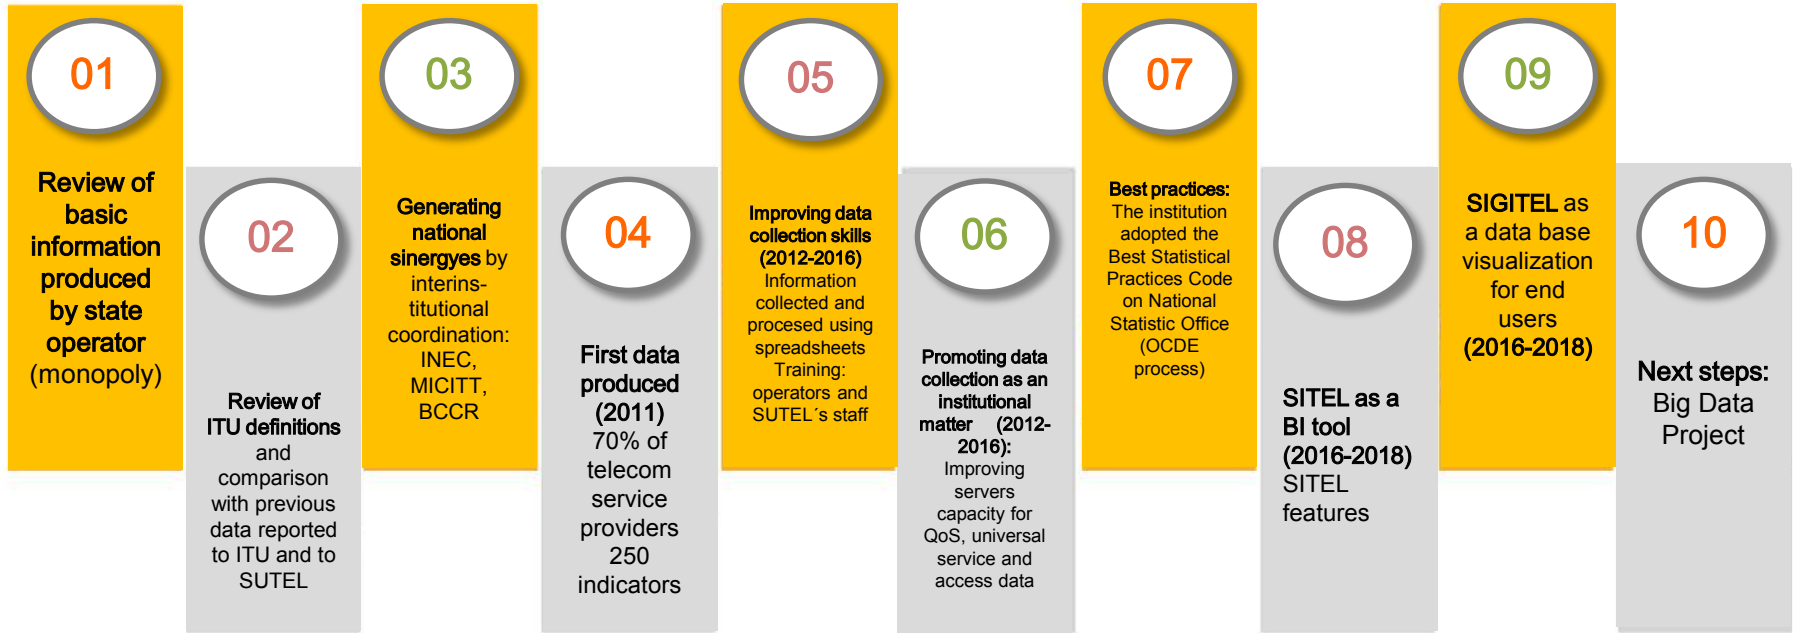 01
Review of
basic
information
produced
by state
operator
(monopoly)
02
Review of
ITU definitions
and
comparison
with previous
data reported
to ITU and to
SUTEL
03
Generating
national
sinergyes by
interins-
titutional
coordination:
INEC,
MICITT,
BCCR
04
First data
produced
(2011)
70% of
telecom
service
providers
250
indicators
05
Improving data
collection skills
(2012-2016)
Information
collected and
procesed using
spreadsheets
Training:
operators and
SUTEL´s staff
06
Promoting data
collection as an
institutional
matter (2012-
2016):
Improving
servers
capacity for
QoS, universal
service and
access data
07
Best practices:
The institution
adopted the
Best Statistical
Practices Code
on National
Statistic Office
(OCDE
process)
08
SITEL as a
BI tool
(2016-2018)
SITEL
features
09
SIGITEL as
a data base
visualization
for end
users
(2016-2018)
10
Next steps:
Big Data
Project